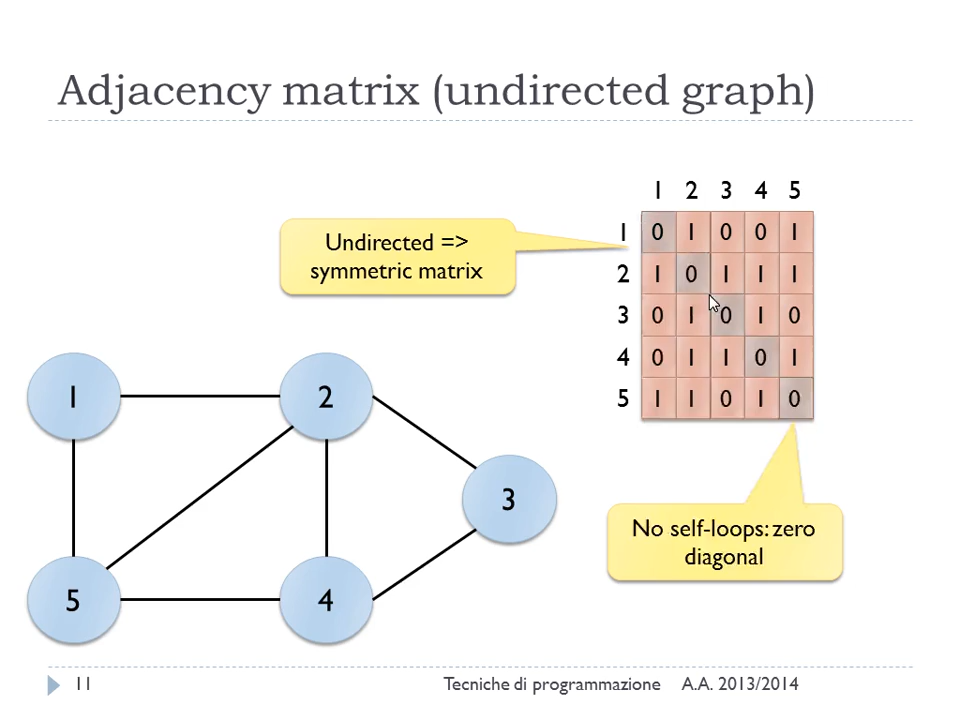 Adjacency matrix (undirected graph)
1 2 3 4 5
1 0 1 0 0 1
2 1 0 1 1 1
3 0 1 0 1 0
4 0 1 1 0 1
5 1 1 0 1 0
Undirected =>
symmetric matrix
No self-loops: zero
diagonal
1
2
3
5
4
11
Tecniche di programmazione A.A. 2013/2014